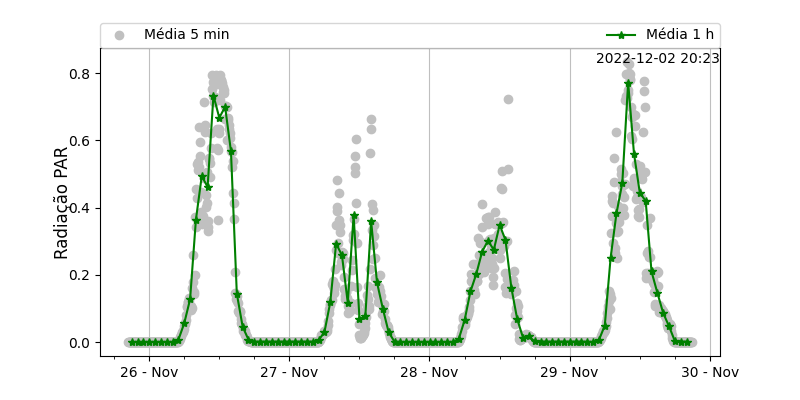 Média 5 min
Média 1 h
2022-12-02 20:23
Radiação PAR
0.8
0.6
0.4
0.2
0.0
26 - Nov
27 - Nov
28 - Nov
29 - Nov
30 - Nov